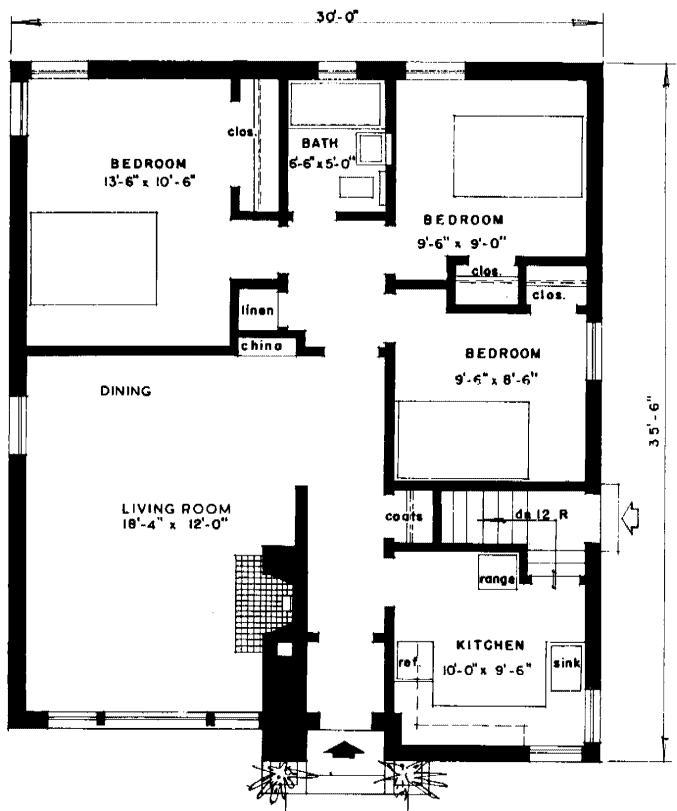 30'-0"
clos.
BATH
6'-6" x 5'-0"
BEDROOM
13'-6" x 10'-6"
BEDROOM
9'-6" x 9'-0"
clos.
clos.
linen
china
BEDROOM
9'-6" x 8'-6"
DINING
35'-6"
LIVING ROOM
18'-4" x 12'-0"
coats
dn 12 R
range
KITCHEN
10'-0" x 9'-6"
ref.
sink